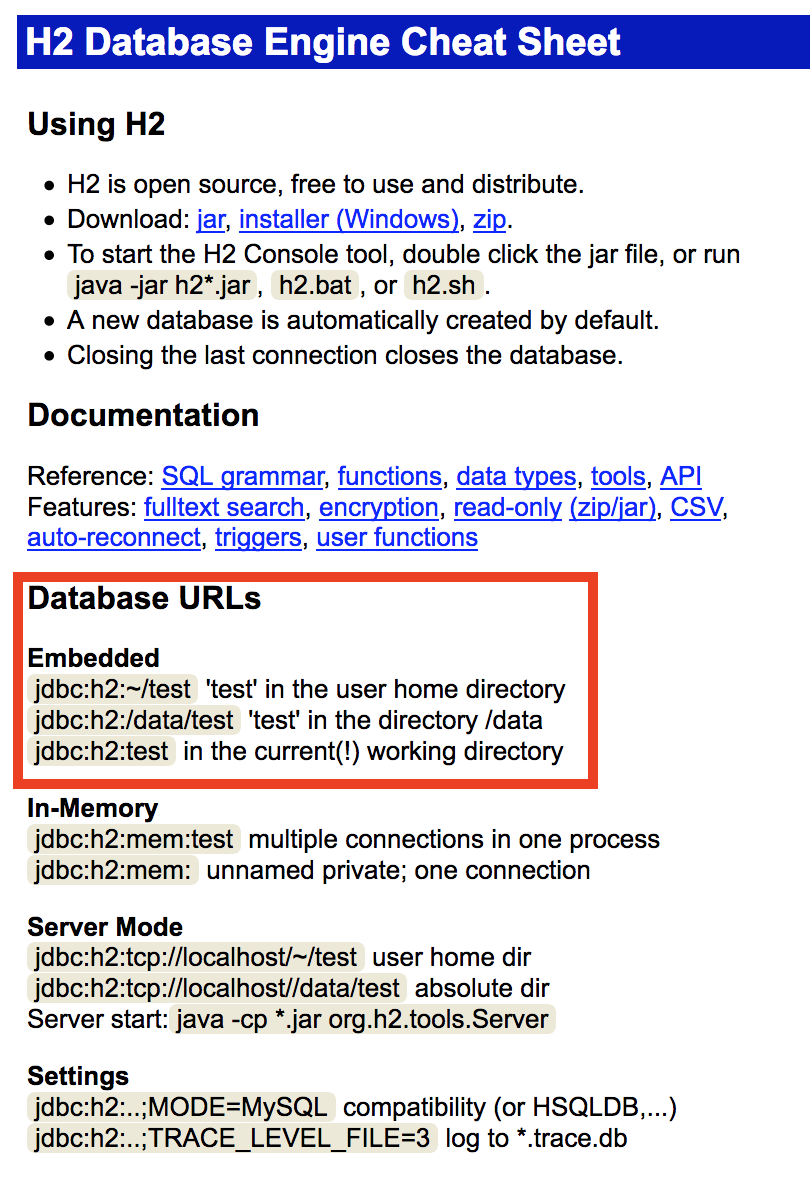 H2 Database Engine Cheat Sheet
Using H2
• H2 is open source, free to use and distribute.
• Download: jar, installer (Windows), zip.
• To start the H2 Console tool, double click the jar file, or run
java -jar h2*.jar, h2.bat, or h2.sh.
• A new database is automatically created by default.
• Closing the last connection closes the database.
Documentation
Reference: SQL grammar, functions, data types, tools, API
Features: fulltext search, encryption, read-only (zip/jar), CSV,
auto-reconnect, triggers, user functions
Database URLs
Embedded
jdbc:h2:~/test 'test' in the user home directory
jdbc:h2:/data/test 'test' in the directory /data
jdbc:h2:test in the current(!) working directory
In-Memory
jdbc:h2:mem:test multiple connections in one process
jdbc:h2:mem: unnamed private; one connection
Server Mode
jdbc:h2:tcp://localhost/~/test user home dir
jdbc:h2:tcp://localhost//data/test absolute dir
Server start: java -cp *.jar org.h2.tools.Server
Settings
jdbc:h2:..;MODE=MySQL compatibility (or HSQLDB,...)
jdbc:h2:..;TRACE_LEVEL_FILE=3 log to *.trace.db